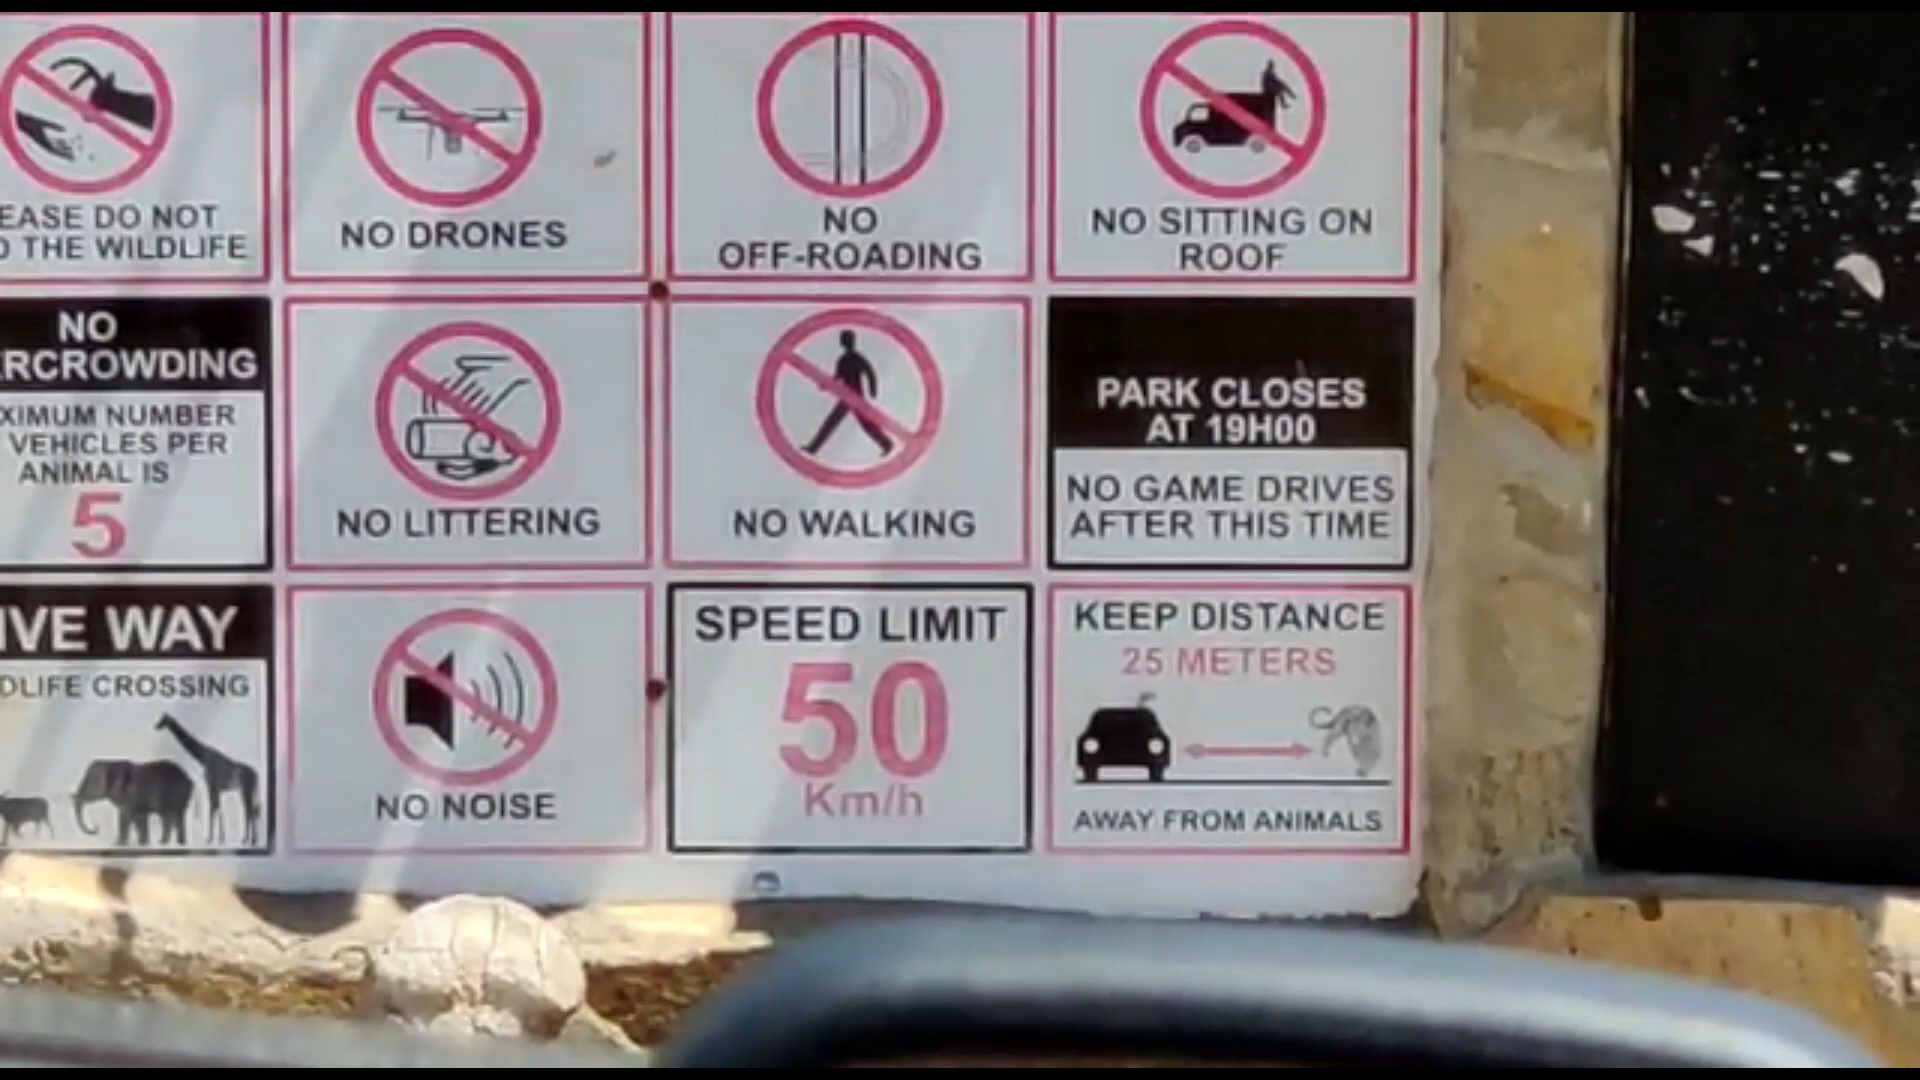 EASE DO NOT
D THE WILDLIFE
NO DRONES
NO
OFF-ROADING
NO SITTING ON
ROOF
NO
RCROWDING
XIMUM NUMBER
VEHICLES PER
ANIMAL IS
5
NO LITTERING
NO WALKING
PARK CLOSES
AT 19H00
NO GAME DRIVES
AFTER THIS TIME
IVE WAY
DLIFE CROSSING
NO NOISE
SPEED LIMIT
50
Km/h
KEEP DISTANCE
25 METERS
AWAY FROM ANIMALS